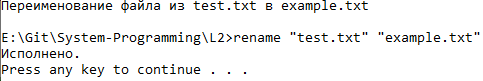 Переименование файла из test.txt в example.txt
E:\Git\System-Programming\L2>rename "test.txt" "example.txt"
Исполнено.
Press any key to continue . . .